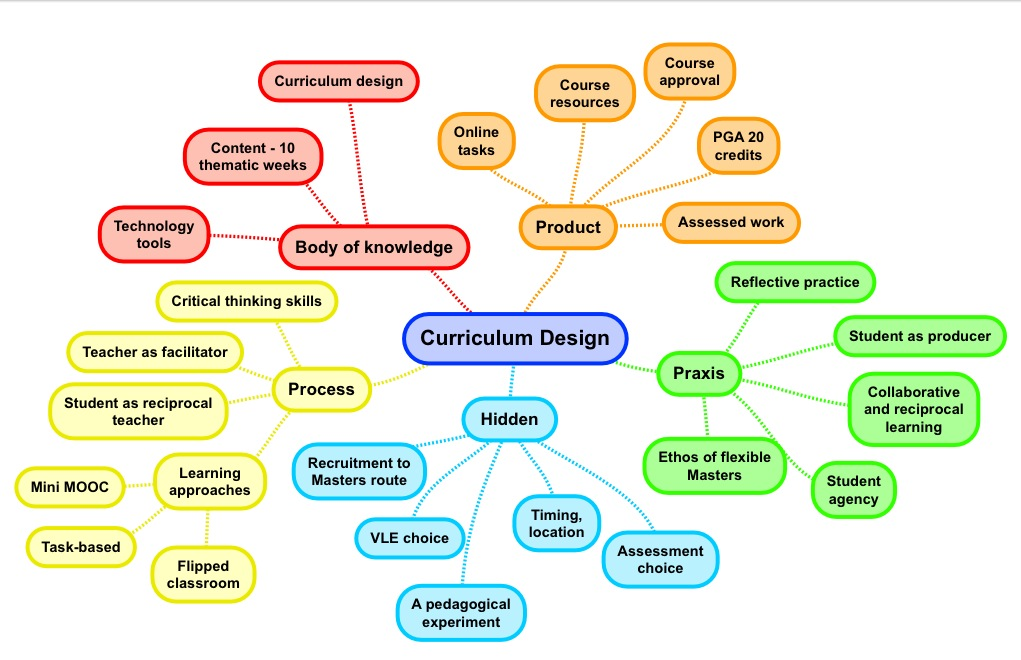 Curriculum design
Content - 10
thematic weeks
Technology
tools
Body of knowledge
Online
tasks
Course
resources
Course
approval
PGA 20
credits
Assessed work
Product
Curriculum Design
Critical thinking skills
Teacher as facilitator
Student as reciprocal
teacher
Process
Learning
approaches
Mini MOOC
Task-based
Flipped
classroom
Hidden
Recruitment to
Masters route
VLE choice
A pedagogical
experiment
Timing,
location
Assessment
choice
Praxis
Reflective practice
Student as producer
Collaborative
and reciprocal
learning
Student
agency
Ethos of flexible
Masters